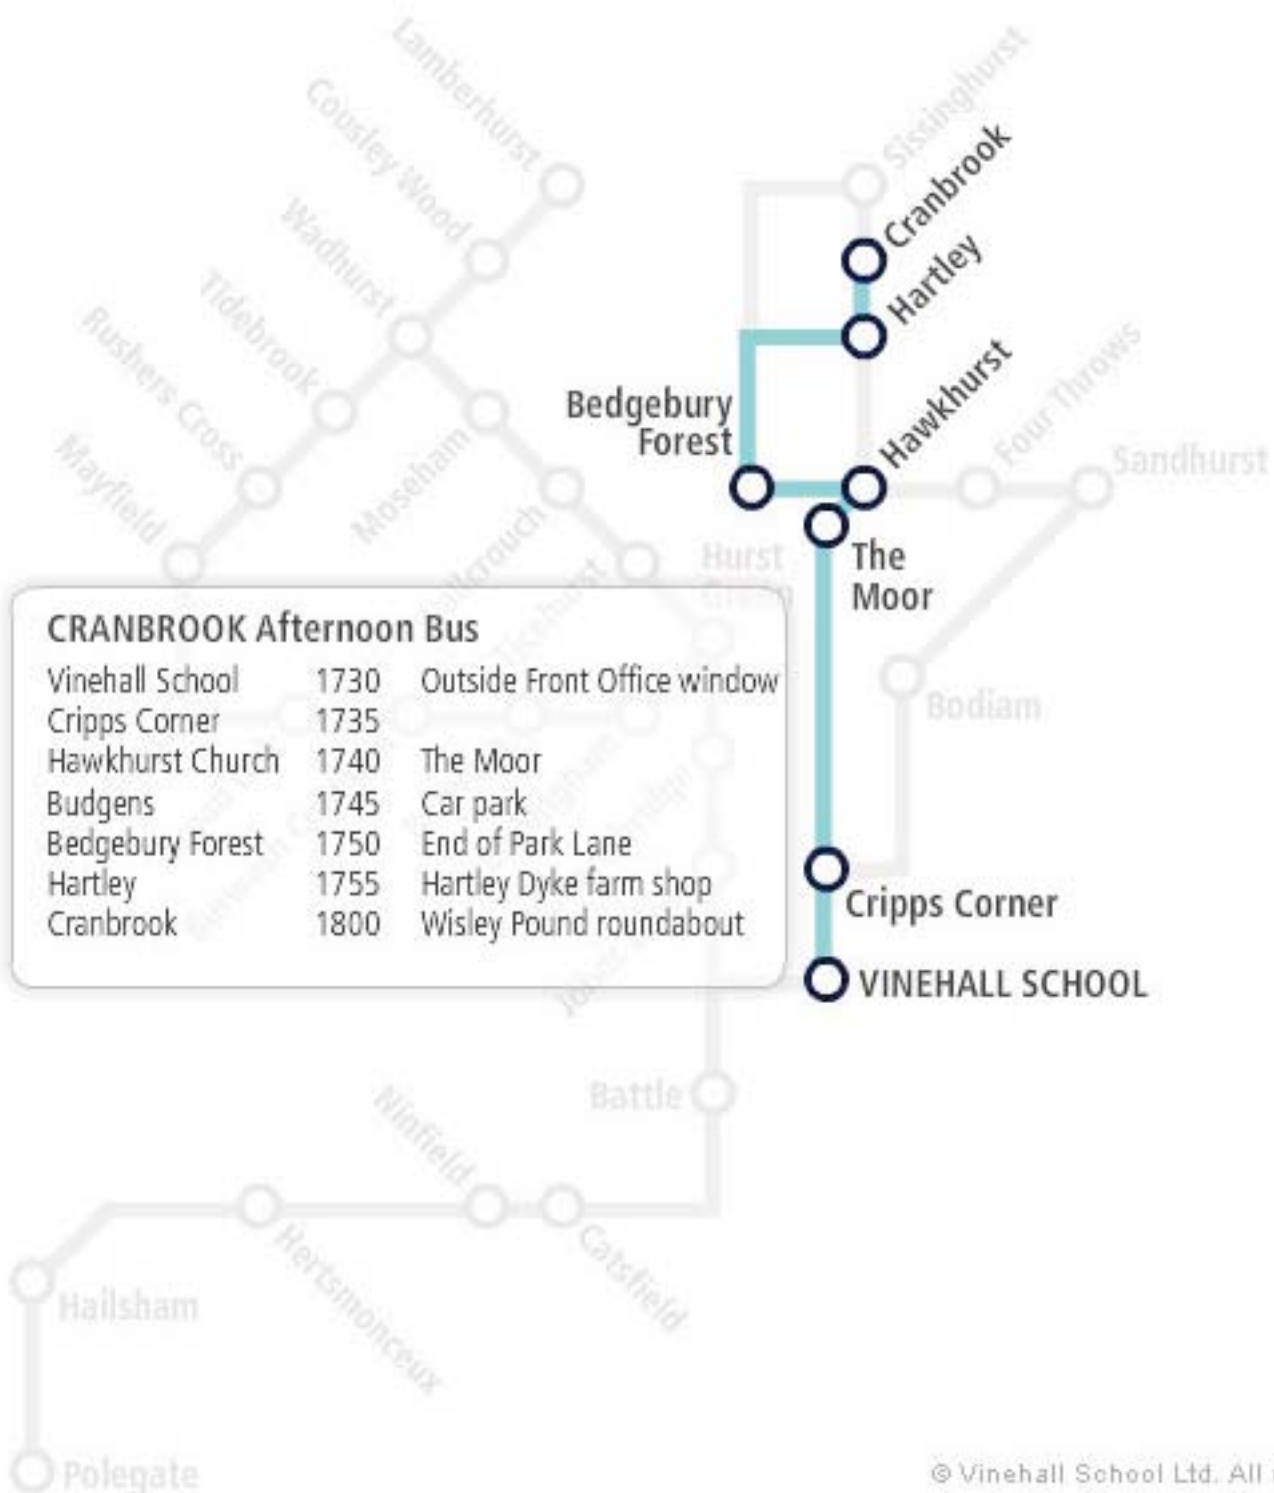 Lamberhurst
Cousley Wood
Wadhurst
Tidebrook
Rushers Cross
Mayfield
Moseham
Sissinghurst
Cranbrook
Hartley
Bedgebury
Forest
Hawkhurst
Four Throws
Sandhurst
Hurst
Green
The
Moor
Bodiam
CRANBROOK Afternoon Bus
Vinehall School 1730 Outside Front Office window
Cripps Corner 1735
Hawkhurst Church 1740 The Moor
Budgens 1745 Car park
Bedgebury Forest 1750 End of Park Lane
Hartley 1755 Hartley Dyke farm shop
Cranbrook 1800 Wisley Pound roundabout
Cripps Corner
VINEHALL SCHOOL
Battle
Ninfield
Catsfield
Hertsmonceux
Hailsham
Polegate
© Vinehall School Ltd. All